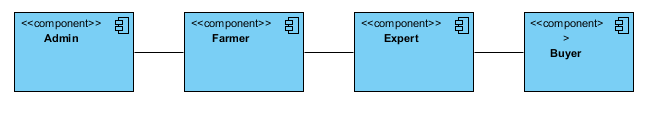 <<component>>
Admin
<<component>>
Farmer
<<component>>
Expert
<<component>
>
Buyer